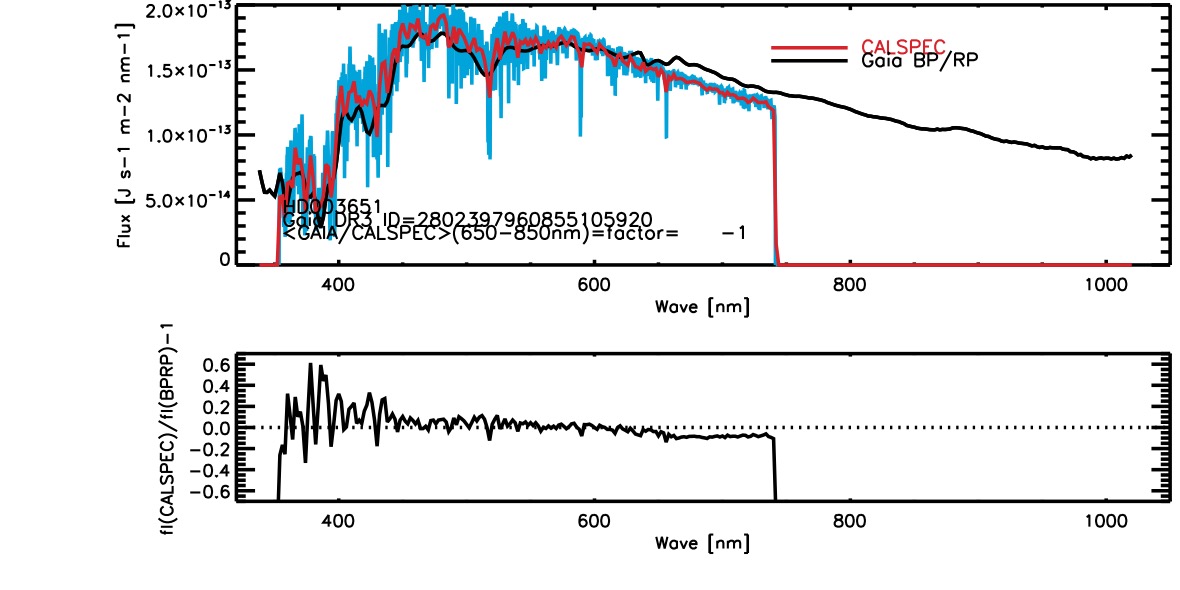 2.0×10−13
1.5×10−13
1.0×10−13
5.0×10−14
0
Flux [J s−1 m−2 nm−1]
CALSPEC
Gaia BP/RP
HD003651
Gaia DR3 ID=2802397960855105920
<GAIA/CALSPEC>(650−850nm)=factor= −1
400 600 800 1000
Wave [nm]
fl(CALSPEC)/fl(BPRP)−1
0.6
0.4
0.2
0.0
−0.2
−0.4
−0.6
400 600 800 1000
Wave [nm]